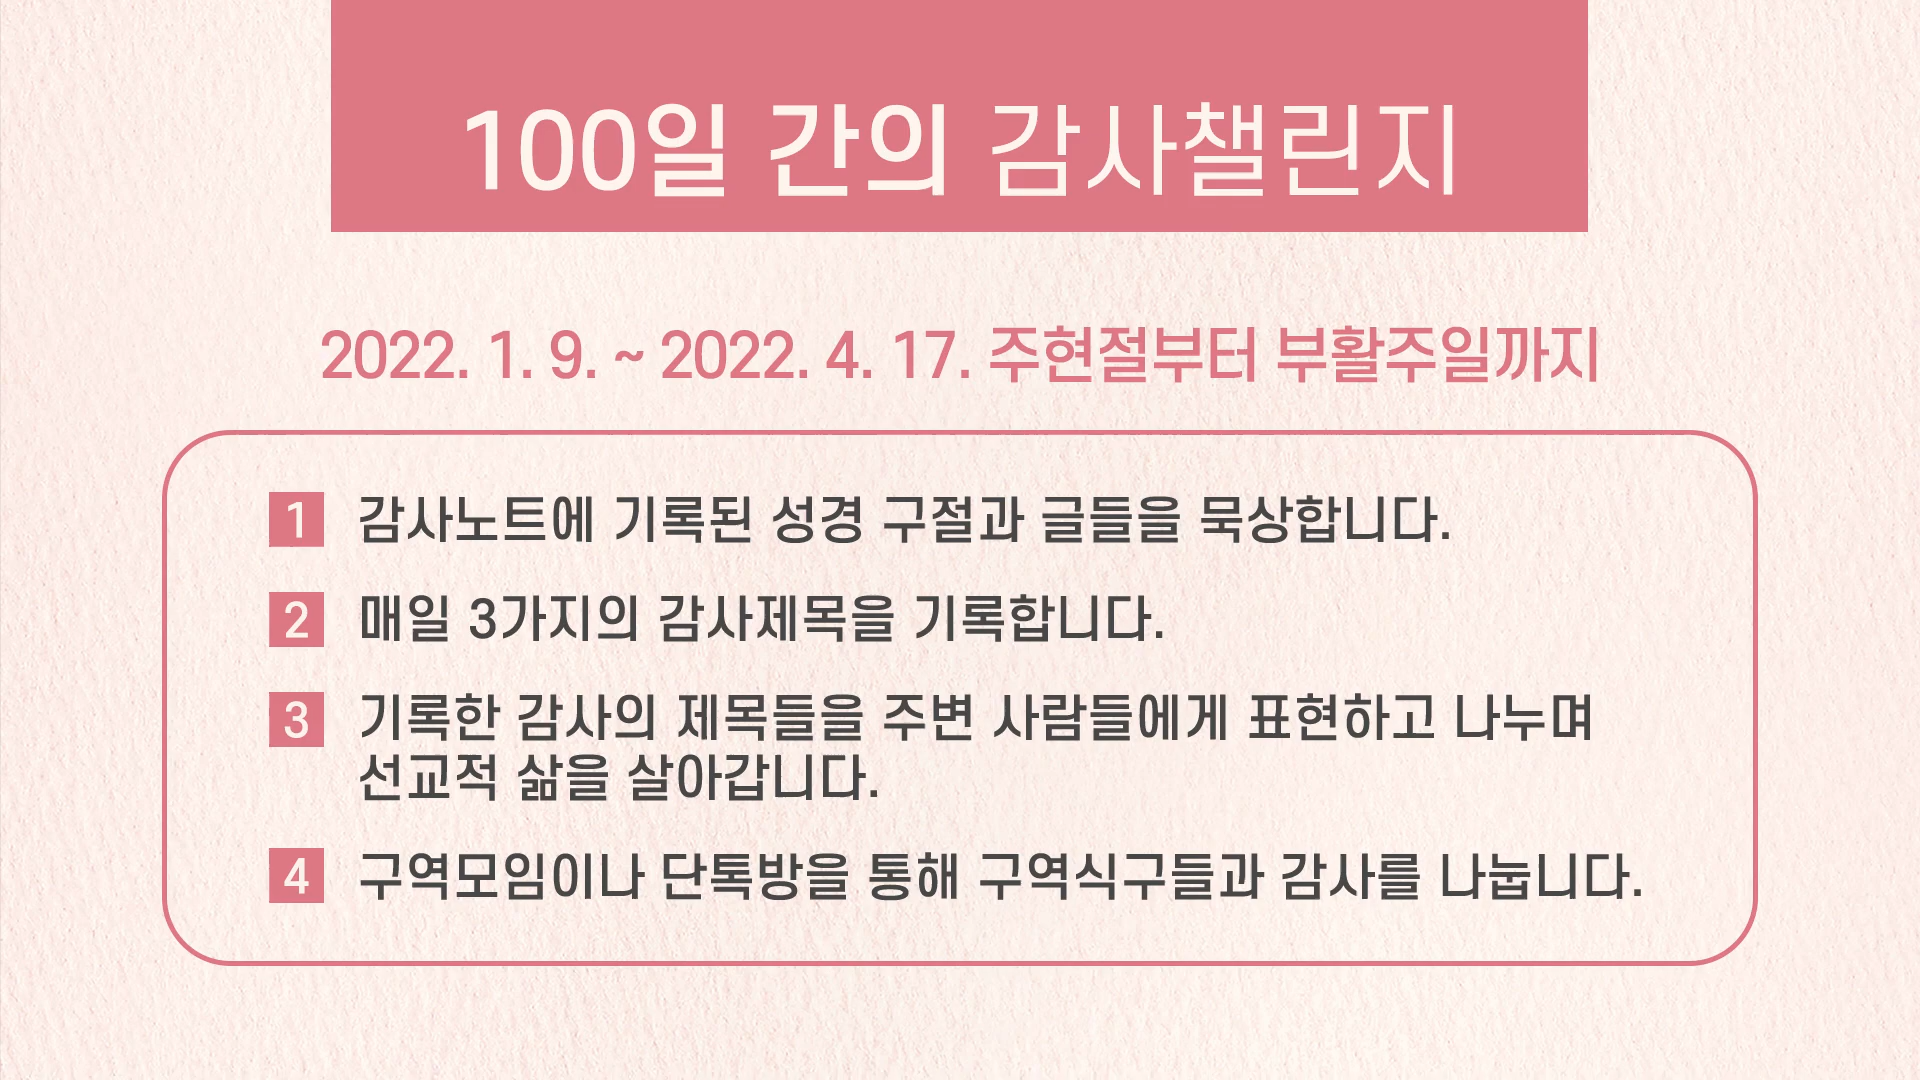 100일 간의 감사챌린지
2022. 1. 9. ~ 2022. 4. 17. 주현절부터 부활주일까지
1 감사노트에 기록된 성경 구절과 글들을 묵상합니다.
2 매일 3가지의 감사제목을 기록합니다.
3 기록한 감사의 제목들을 주변 사람들에게 표현하고 나누며
선교적 삶을 살아갑니다.
4 구역모임이나 단톡방을 통해 구역식구들과 감사를 나눕니다.